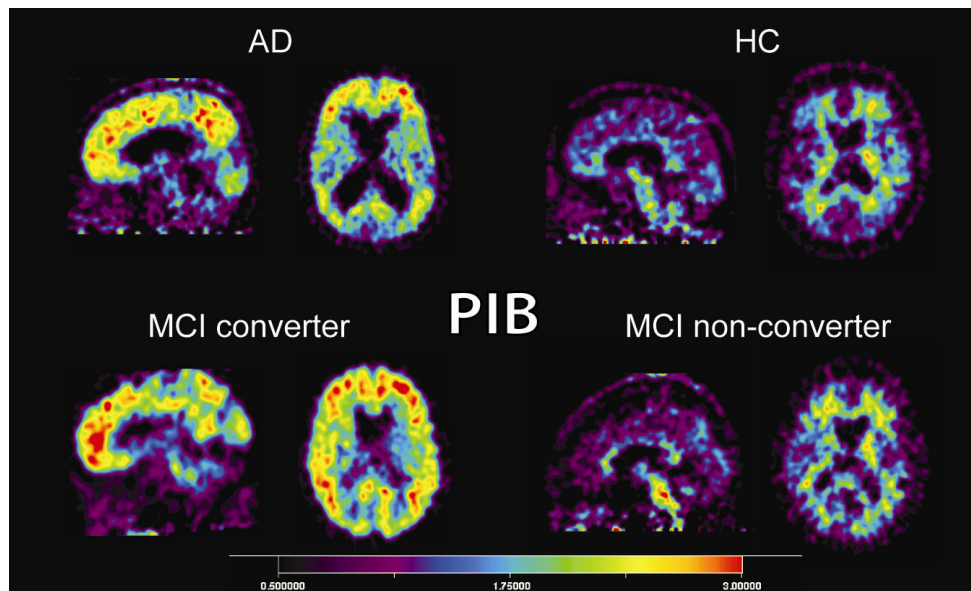 AD
HC
PIB
MCI converter
MCI non-converter
0.500000
1.75000
3.00000